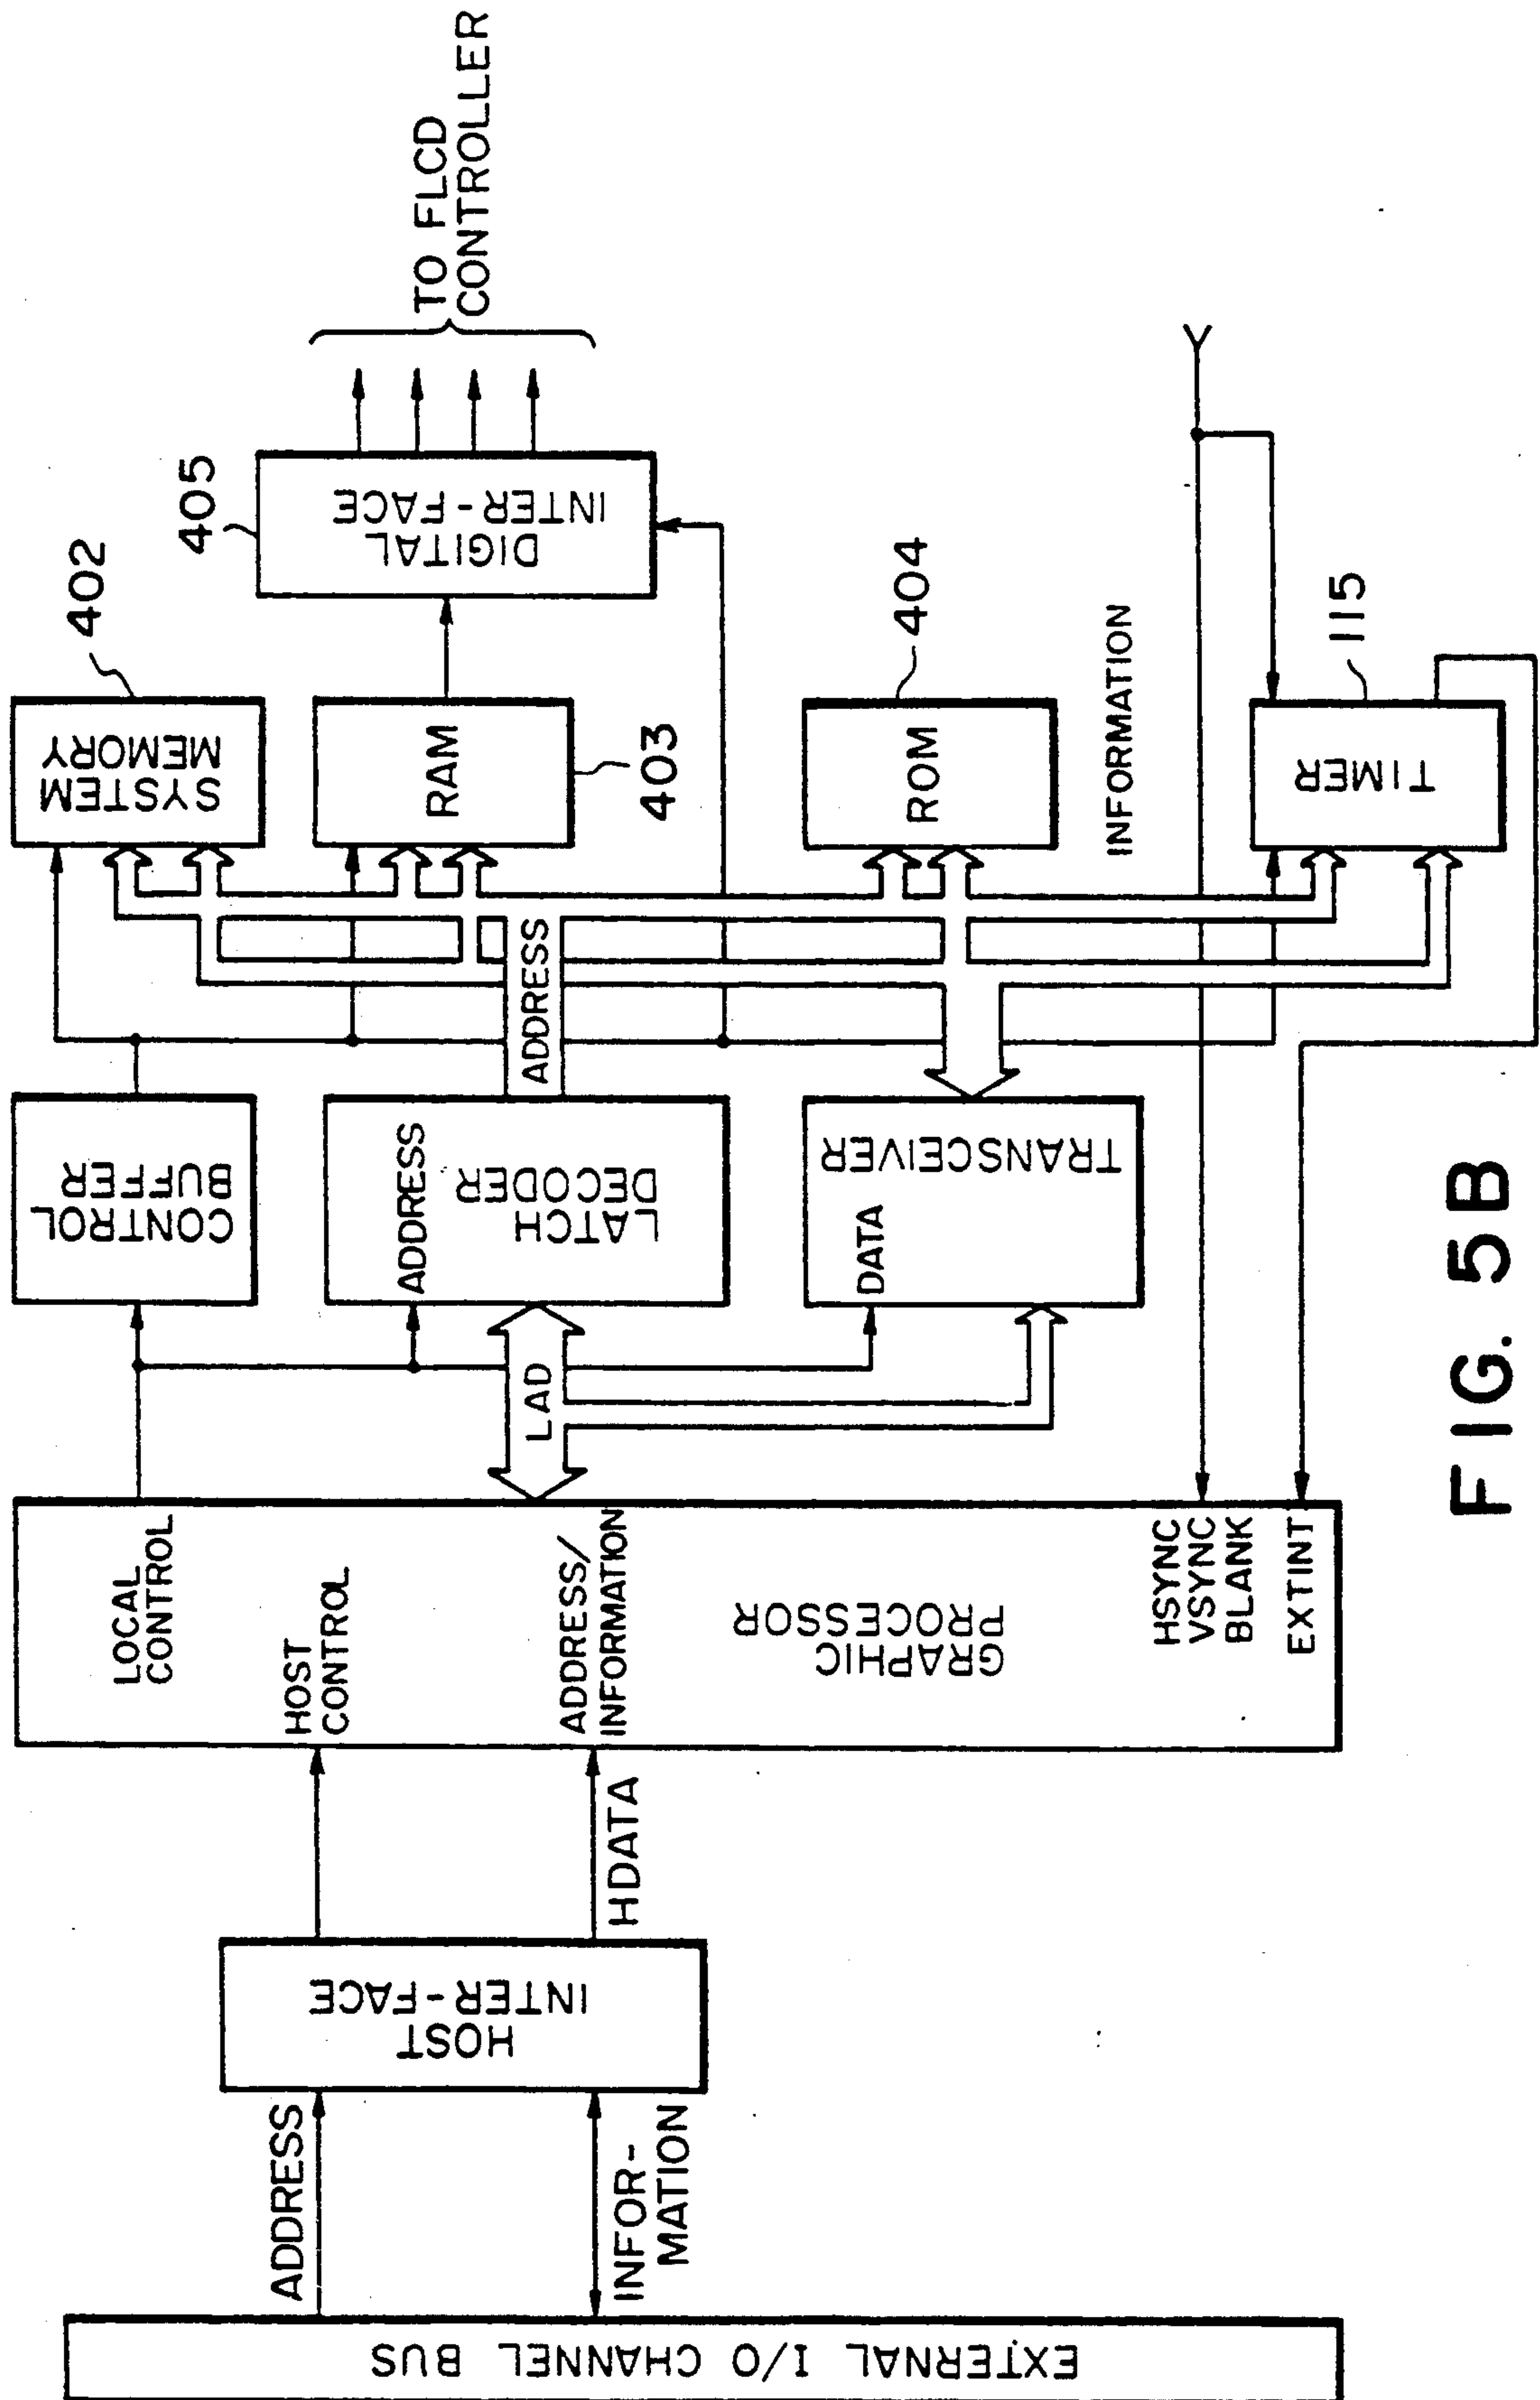 EXTERNAL I/O CHANNEL BUS
ADDRESS
INFOR-
MATION
HOST
INTER-FACE
HDATA
HOST
CONTROL
LOCAL
CONTROL
ADDRESS/
INFORMATION
GRAPHIC
PROCESSOR
HSYNC
VSYNC
BLANK
EXTINT
LAD
CONTROL
BUFFER
ADDRESS
LATCH
DECODER
DATA
TRANSCEIVER
ADDRESS
SYSTEM
MEMORY
402
RAM
403
ROM
404
INFORMATION
TIMER
115
DIGITAL
INTER-FACE
405
TO FLCD
CONTROLLER
FIG. 5B